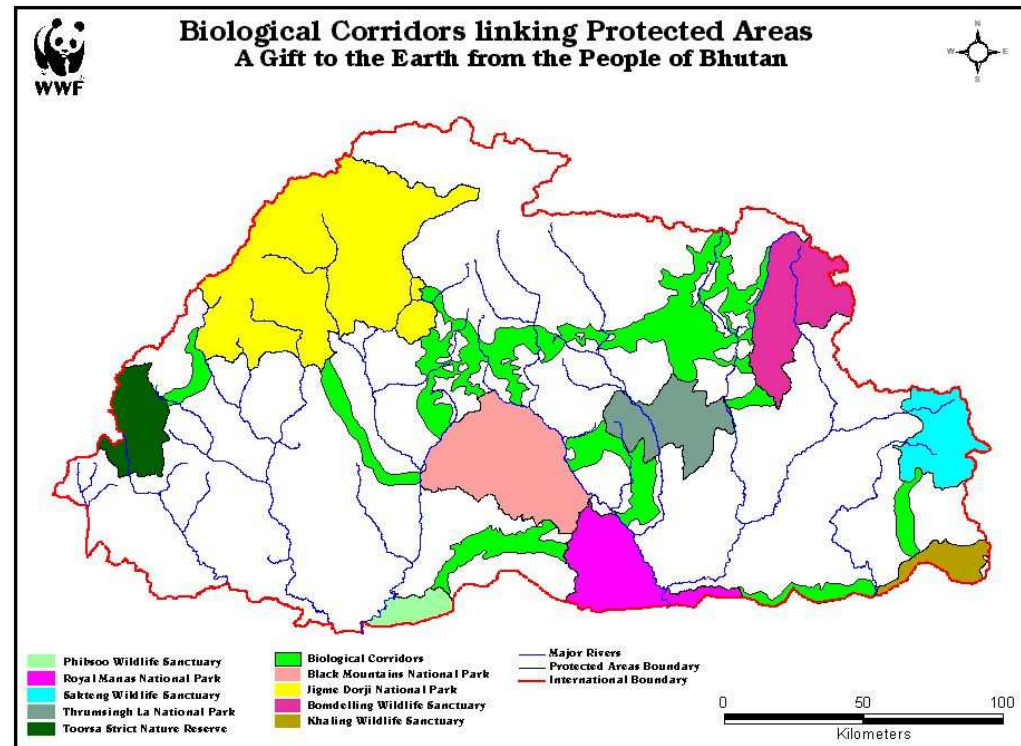 Biological Corridors linking Protected Areas
A Gift to the Earth from the People of Bhutan
WWF
N
W
E
S
Phibsoo Wildlife Sanctuary
Royal Manas National Park
Sakteng Wildlife Sanctuary
Thrumsingh La National Park
Toorsa Strict Nature Reserve
Biological Corridors
Black Mountains National Park
Jigme Dorji National Park
Bomdelling Wildlife Sanctuary
Khaling Wildlife Sanctuary
Major Rivers
Protected Areas Boundary
International Boundary
0 50 100
Kilometers